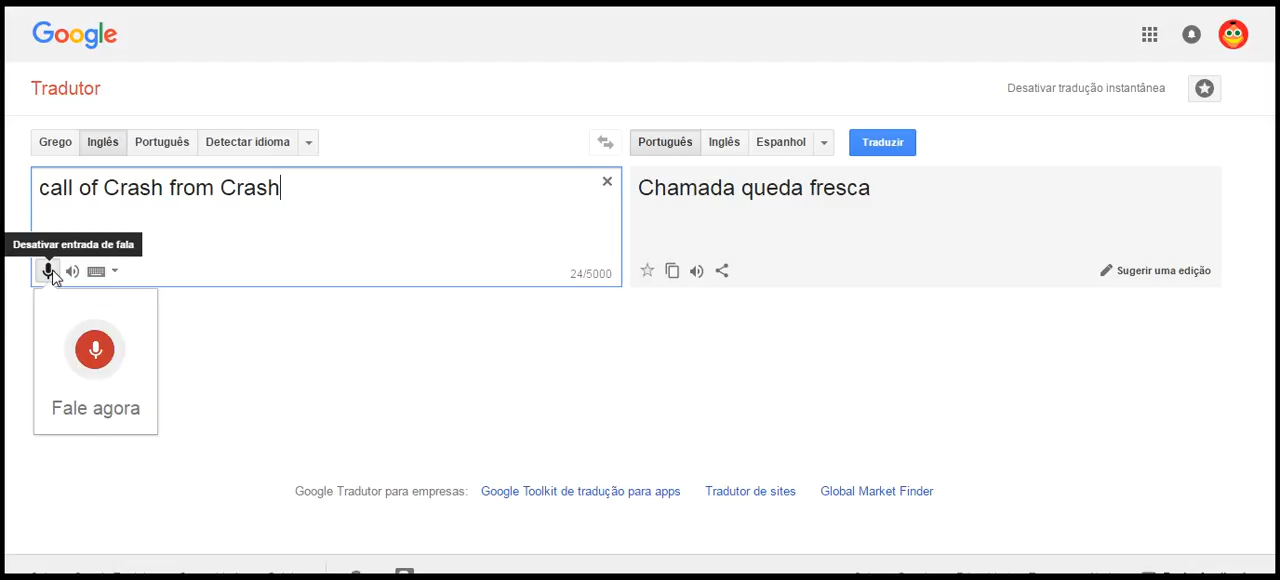 Google
Tradutor
Desativar tradução instantânea
Grego Inglês Português Detectar idioma
Português Inglês Espanhol Traduzir
call of Crash from Crash
Chamada queda fresca
Desativar entrada de fala
24/5000
Sugerir uma edição
Fale agora
Google Tradutor para empresas: Google Toolkit de tradução para apps Tradutor de sites Global Market Finder